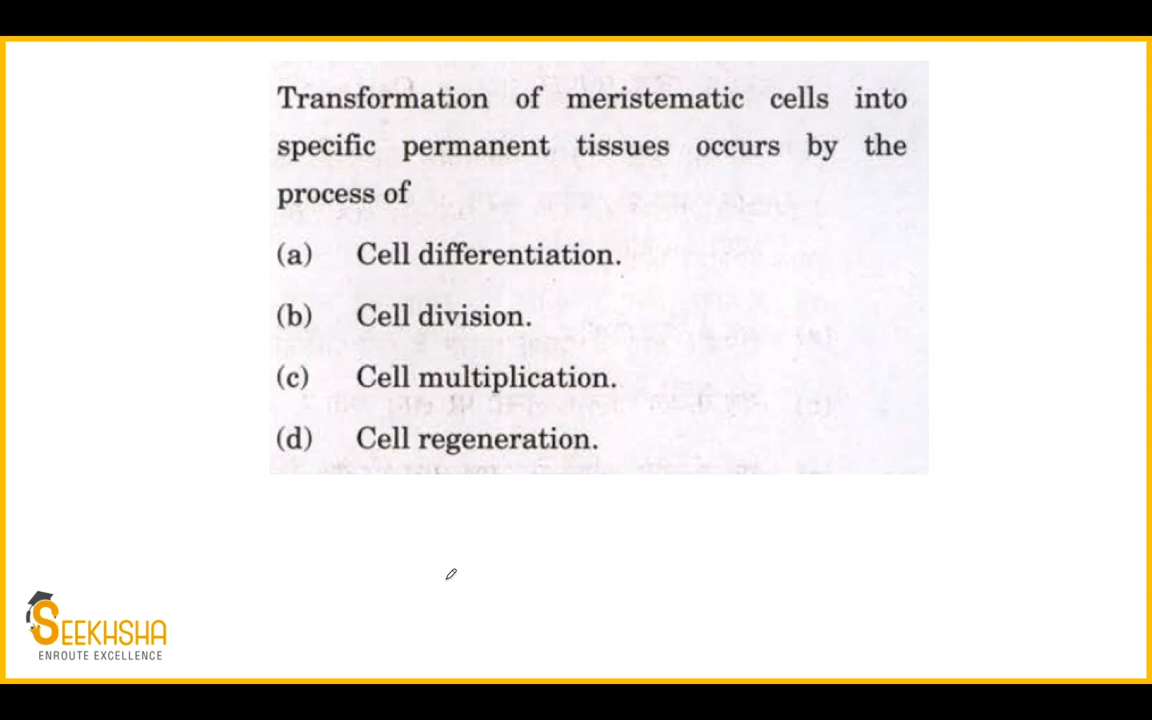 Transformation of meristematic cells into
specific permanent tissues occurs by the
process of
(a) Cell differentiation.
(b) Cell division.
(c) Cell multiplication.
(d) Cell regeneration.
SEEKHSHA
ENROUTE EXCELLENCE